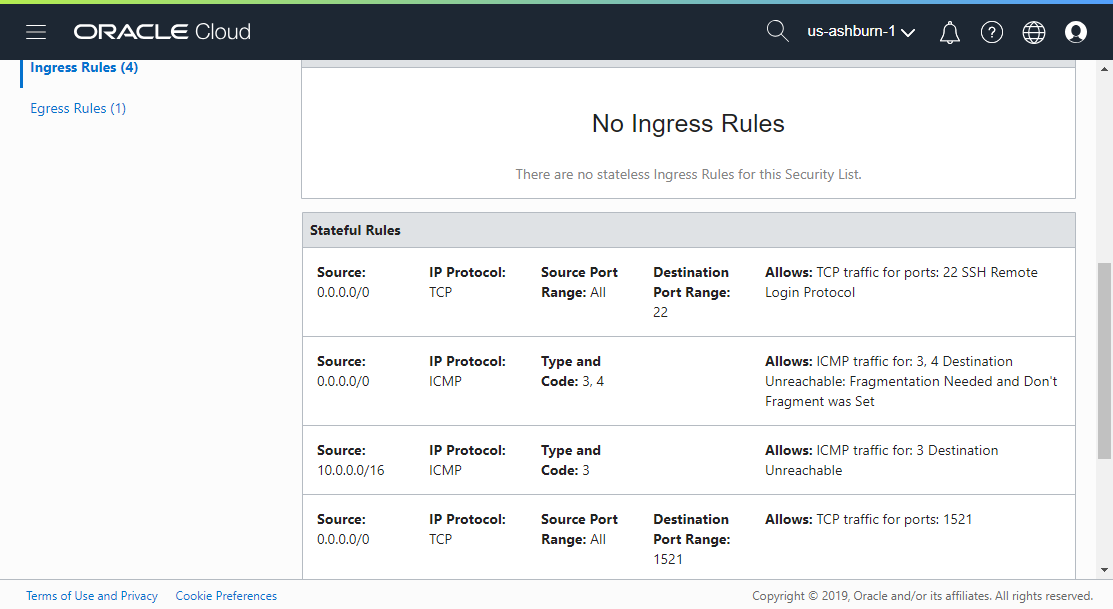 ORACLE Cloud
us-ashburn-1
Ingress Rules (4)
Egress Rules (1)
No Ingress Rules
There are no stateless Ingress Rules for this Security List.
Stateful Rules
Source:
0.0.0.0/0
IP Protocol:
TCP
Source Port
Range: All
Destination
Port Range:
22
Allows: TCP traffic for ports: 22 SSH Remote
Login Protocol
Source:
0.0.0.0/0
IP Protocol:
ICMP
Type and
Code: 3, 4
Allows: ICMP traffic for: 3, 4 Destination
Unreachable: Fragmentation Needed and Don't
Fragment was Set
Source:
10.0.0.0/16
IP Protocol:
ICMP
Type and
Code: 3
Allows: ICMP traffic for: 3 Destination
Unreachable
Source:
0.0.0.0/0
IP Protocol:
TCP
Source Port
Range: All
Destination
Port Range:
1521
Allows: TCP traffic for ports: 1521
Terms of Use and Privacy
Cookie Preferences
Copyright © 2019, Oracle and/or its affiliates. All rights reserved.